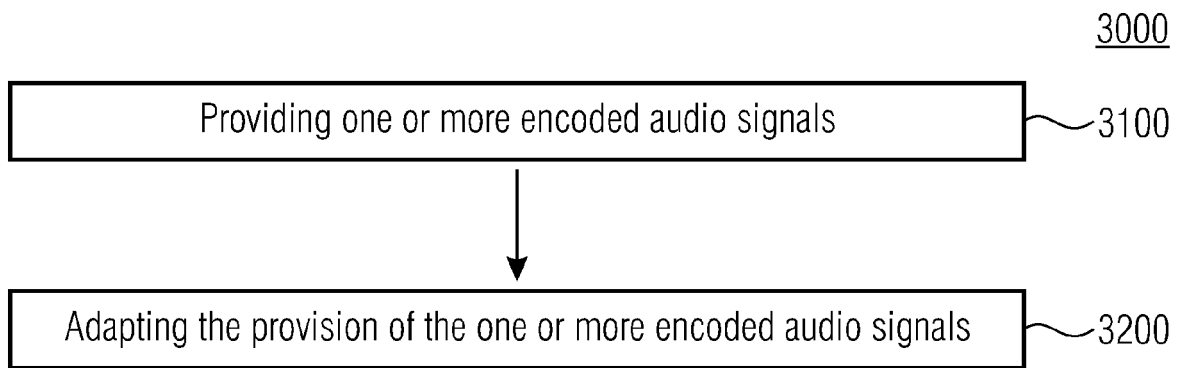 3000
Providing one or more encoded audio signals
3100
Adapting the provision of the one or more encoded audio signals
3200